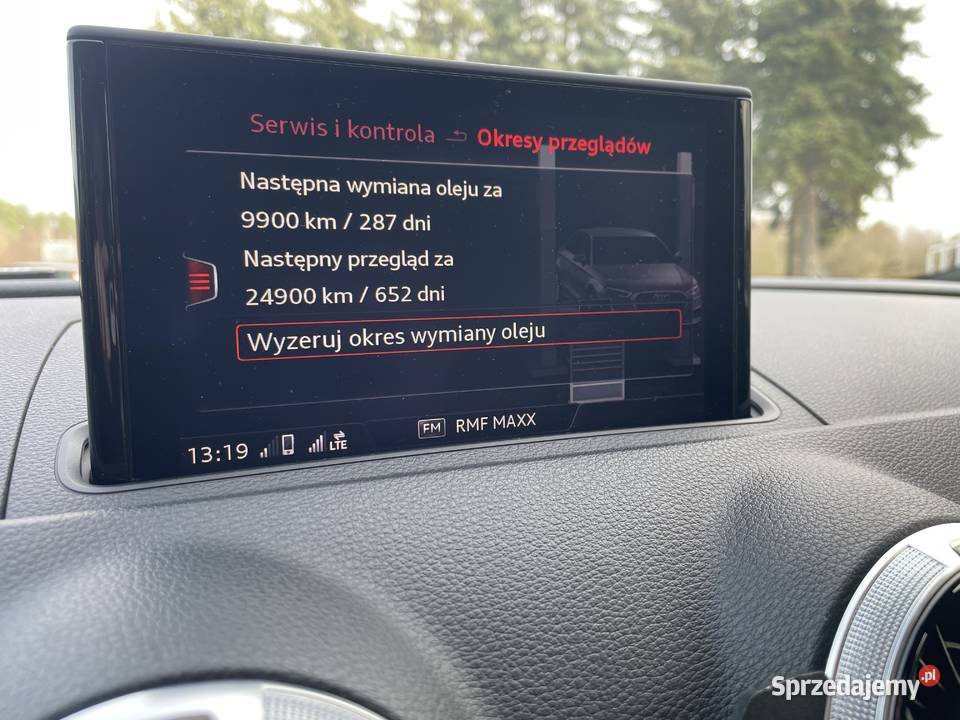 Serwis i kontrola Okresy przeglądów
Następna wymiana oleju za
9900 km / 287 dni
Następny przegląd za
24900 km / 652 dni
Wyzeruj okres wymiany oleju
13:19 LTE FM RMF MAXX
Sprzedajemy.pl